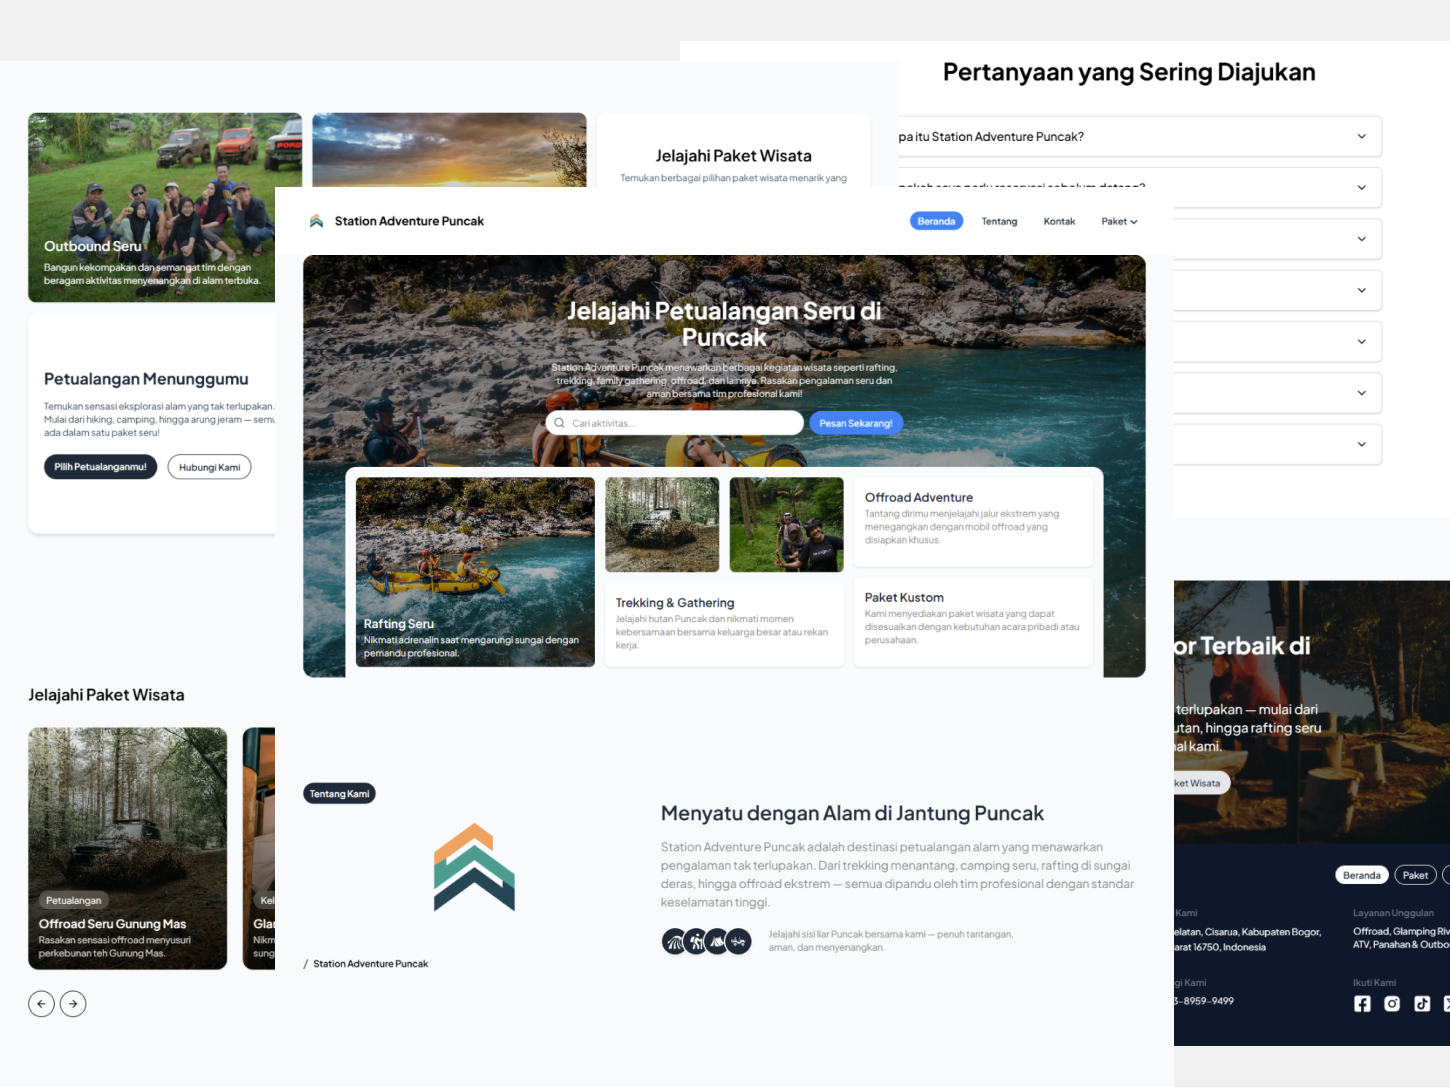 Pertanyaan yang Sering Diajukan
pa itu Station Adventure Puncak?
saya perlu reservasi sebelum datang?
Outbound Seru
Bangun kekompakan dan semangat tim dengan
beragam aktivitas menyenangkan di alam terbuka.
Jelajahi Paket Wisata
Temukan berbagai pilihan paket wisata menarik yang
Petualangan Menunggumu
Temukan sensasi eksplorasi alam yang tak terlupakan.
Mulai dari hiking, camping, hingga arung jeram — semu
ada dalam satu paket seru!
Pilih Petualanganmu!
Hubungi Kami
Jelajahi Paket Wisata
Petualangan
Offroad Seru Gunung Mas
Rasakan sensasi offroad menyusuri
perkebunan teh Gunung Mas.
Kel
Glar
Nikm
sung
Station Adventure Puncak
Beranda
Tentang
Kontak
Paket
Jelajahi Petualangan Seru di
Puncak
Station Adventure Puncak menawarkan berbagai kegiatan wisata seperti rafting,
trekking, family gathering, offroad, dan lainnya. Rasakan pengalaman seru dan
aman bersama tim profesional kami!
Cari aktivitas...
Pesan Sekarang!
Rafting Seru
Nikmati adrenalin saat mengarungi sungai dengan
pemandu profesional.
Trekking & Gathering
Jelajahi hutan Puncak dan nikmati momen
kebersamaan bersama keluarga besar atau rekan
kerja.
Offroad Adventure
Tantang dirimu menjelajahi jalur ekstrem yang
menegangkan dengan mobil offroad yang
disiapkan khusus.
Paket Kustom
Kami menyediakan paket wisata yang dapat
disesuaikan dengan kebutuhan acara pribadi atau
perusahaan.
Tentang Kami
/ Station Adventure Puncak
Menyatu dengan Alam di Jantung Puncak
Station Adventure Puncak adalah destinasi petualangan alam yang menawarkan
pengalaman tak terlupakan. Dari trekking menantang, camping seru, rafting di sungai
deras, hingga offroad ekstrem — semua dipandu oleh tim profesional dengan standar
keselamatan tinggi.
Jelajahi sisi liar Puncak bersama kami — penuh tantangan,
aman, dan menyenangkan.
or Terbaik di
terlupakan — mulai dari
utan, hingga rafting seru
al kami.
ket Wisata
Beranda
Paket
Kami
elatan, Cisarua, Kabupaten Bogor,
arat 16750, Indonesia
Layanan Unggulan
Offroad, Glamping Riv
ATV, Panahan & Outbo
gi Kami
3-8959-9499
Ikuti Kami